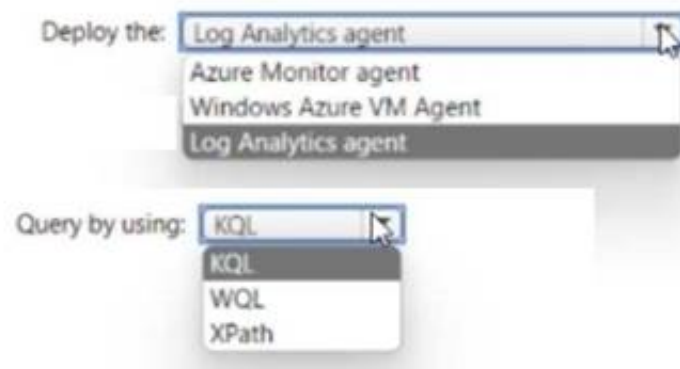 Deploy the: Log Analytics agent
Azure Monitor agent
Windows Azure VM Agent
Log Analytics agent
Query by using: KQL
KQL
WQL
XPath